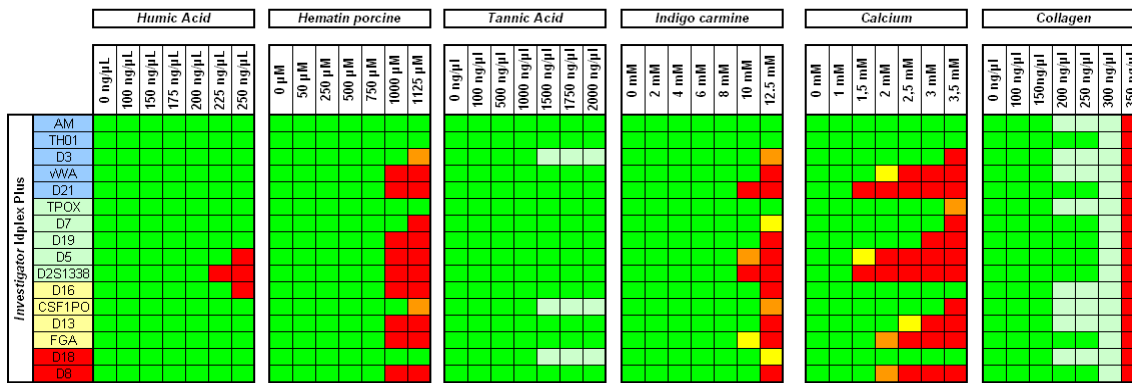 Humic Acid
Hematin porcine
Tannic Acid
Indigo carmine
Calcium
Collagen
0 ng/µL
100 ng/µL
150 ng/µL
175 ng/µL
200 ng/µL
225 ng/µL
250 ng/µL
0 µM
50 µM
250 µM
500 µM
750 µM
1000 µM
1125 µM
0 ng/µl
100 ng/µl
500 ng/µl
1000 ng/µl
1500 ng/µl
1750 ng/µl
2000 ng/µl
0 mM
2 mM
4 mM
6 mM
8 mM
10 mM
12.5 mM
0 mM
1 mM
1,5 mM
2 mM
2,5 mM
3 mM
3,5 mM
0 ng/µl
100 ng/µl
150ng/µl
200 ng/µl
250 ng/µl
300 ng/µl
350 ng/µl
Investigator Idplex Plus
AM
TH01
D3
vWA
D21
TPOX
D7
D19
D5
D2S1338
D16
CSF1PO
D13
FGA
D18
D8